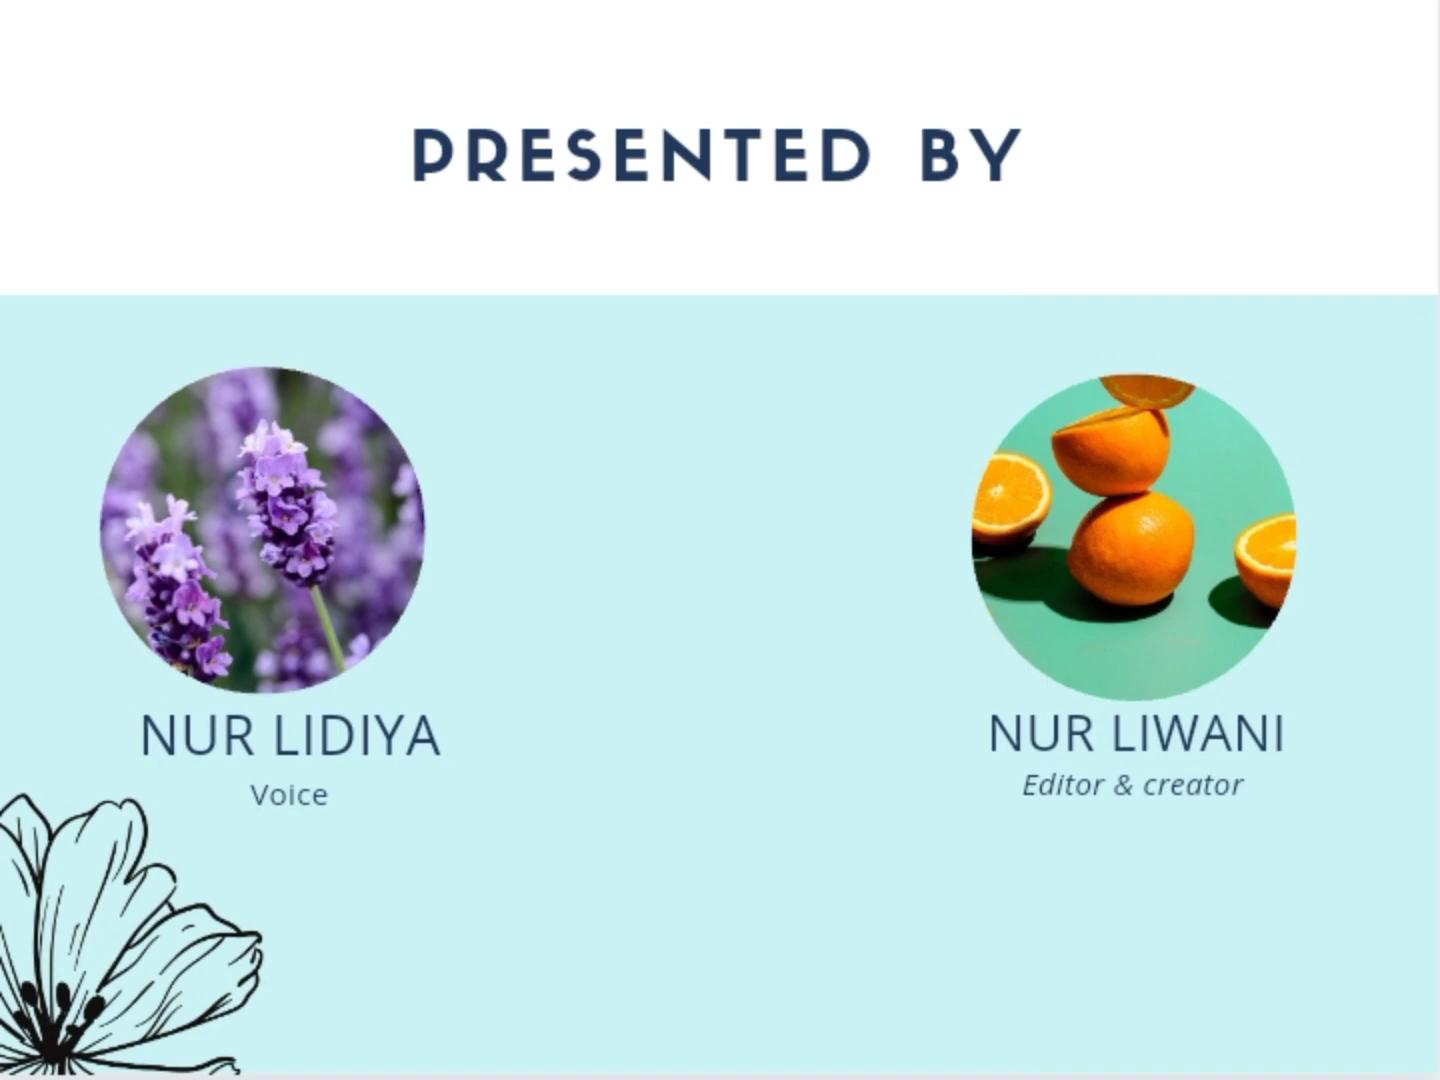 PRESENTED BY
NUR LIDIYA
Voice
NUR LIWANI
Editor & creator